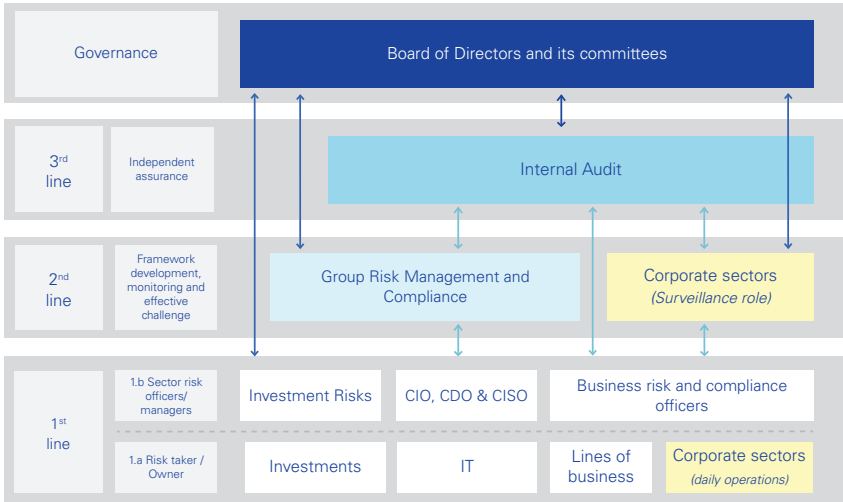 Governance
Board of Directors and its committees
3rd
line
Independent
assurance
Internal Audit
2nd
line
Framework
development,
monitoring and
effective
challenge
Group Risk Management and
Compliance
Corporate sectors
(Surveillance role)
1st
line
1.b Sector risk
officers/
managers
Investment Risks
CIO, CDO & CISO
Business risk and compliance
officers
1.a Risk taker /
Owner
Investments
IT
Lines of
business
Corporate sectors
(daily operations)